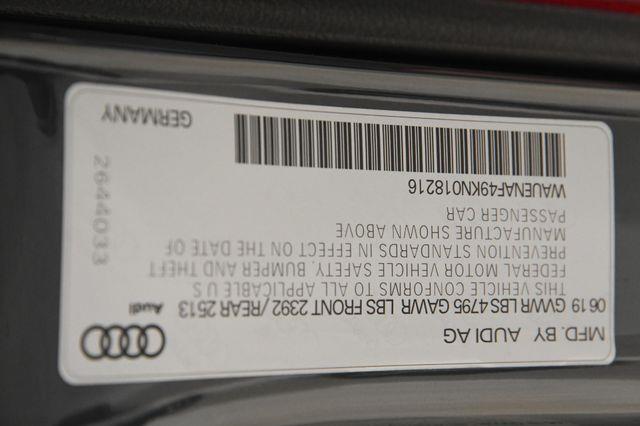 MFD. BY AUDI AG
06 19 GVWR LBS 4795 GAWR LBS FRONT 2392/REAR 2513
Audi
THIS VEHICLE CONFORMS TO ALL APPLICABLE U S
FEDERAL MOTOR VEHICLE SAFETY, BUMPER AND THEFT
PREVENTION STANDARDS IN EFFECT ON THE DATE OF
MANUFACTURE SHOWN ABOVE
PASSENGER CAR
WAUENAF49KN018216
GERMANY
2644033